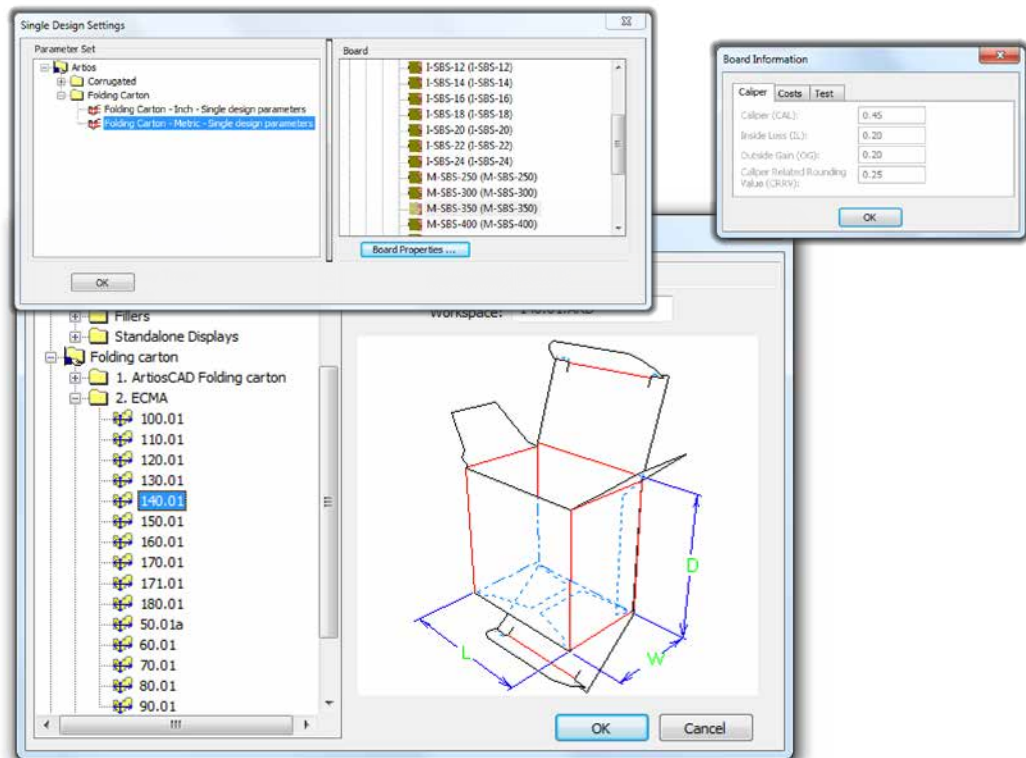 Single Design Settings
Parameter Set
Artios
Corrugated
Folding Carton
Folding Carton - Inch - Single design parameters
Folding Carton - Metric - Single design parameters
OK
Board
I-SBS-12 (I-SBS-12)
I-SBS-14 (I-SBS-14)
I-SBS-16 (I-SBS-16)
I-SBS-18 (I-SBS-18)
I-SBS-20 (I-SBS-20)
I-SBS-22 (I-SBS-22)
I-SBS-24 (I-SBS-24)
M-SBS-250 (M-SBS-250)
M-SBS-300 (M-SBS-300)
M-SBS-350 (M-SBS-350)
M-SBS-400 (M-SBS-400)
Board Properties ...
Board Information
Caliper Costs Test
Caliper (CAL): 0.45
Inside Loss (IL): 0.20
Outside Gain (OG): 0.20
Caliper Related Rounding
Value (CRRV): 0.25
OK
Fillers
Standalone Displays
Folding carton
1. ArtiosCAD Folding carton
2. ECMA
100.01
110.01
120.01
130.01
140.01
150.01
160.01
170.01
171.01
180.01
50.01a
60.01
70.01
80.01
90.01
Workspace:
D
L
W
OK Cancel